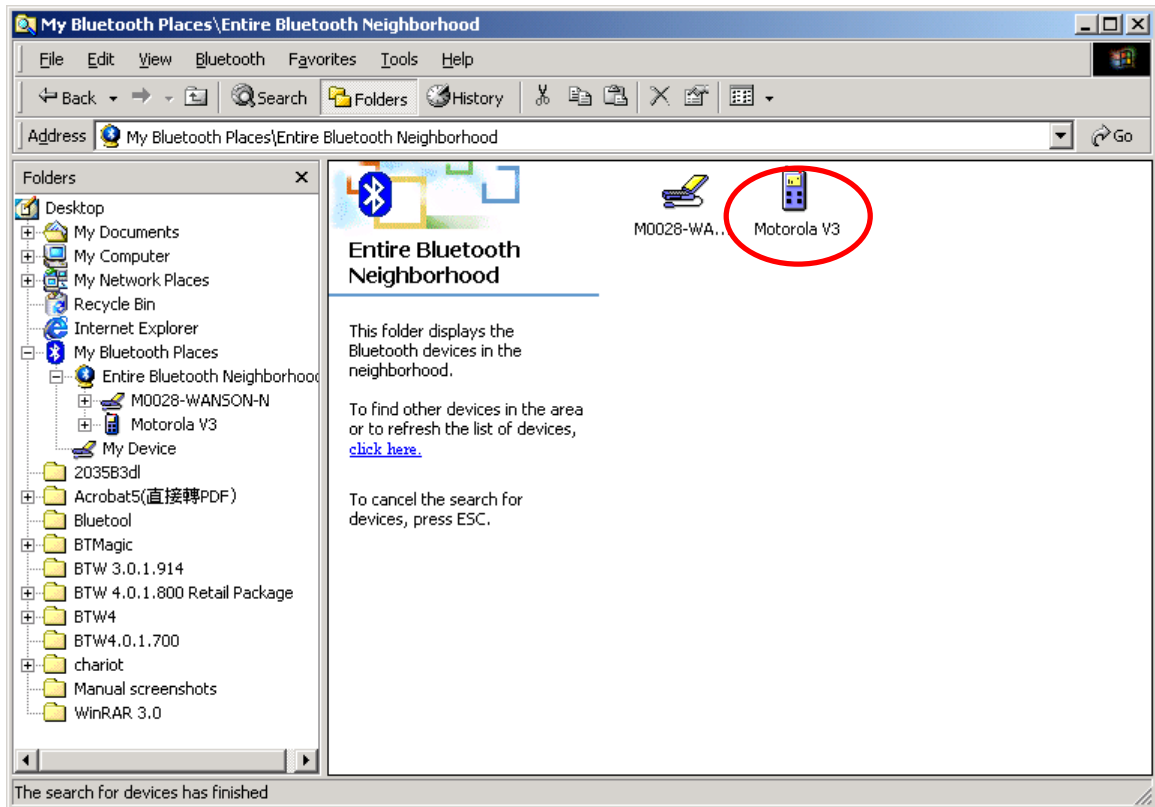 My Bluetooth Places\Entire Bluetooth Neighborhood
File Edit View Bluetooth Favorites Tools Help
Back Search Folders History
Address My Bluetooth Places\Entire Bluetooth Neighborhood Go
Folders
Desktop
My Documents
My Computer
My Network Places
Recycle Bin
Internet Explorer
My Bluetooth Places
Entire Bluetooth Neighborhood
M0028-WANSON-N
Motorola V3
My Device
2035B3dl
Acrobat5(直接轉PDF)
Bluetool
BTMagic
BTW 3.0.1.914
BTW 4.0.1.800 Retail Package
BTW4
BTW4.0.1.700
chariot
Manual screenshots
WinRAR 3.0
Entire Bluetooth
Neighborhood
This folder displays the
Bluetooth devices in the
neighborhood.
To find other devices in the area
or to refresh the list of devices,
click here.
To cancel the search for
devices, press ESC.
M0028-WA...
Motorola V3
The search for devices has finished